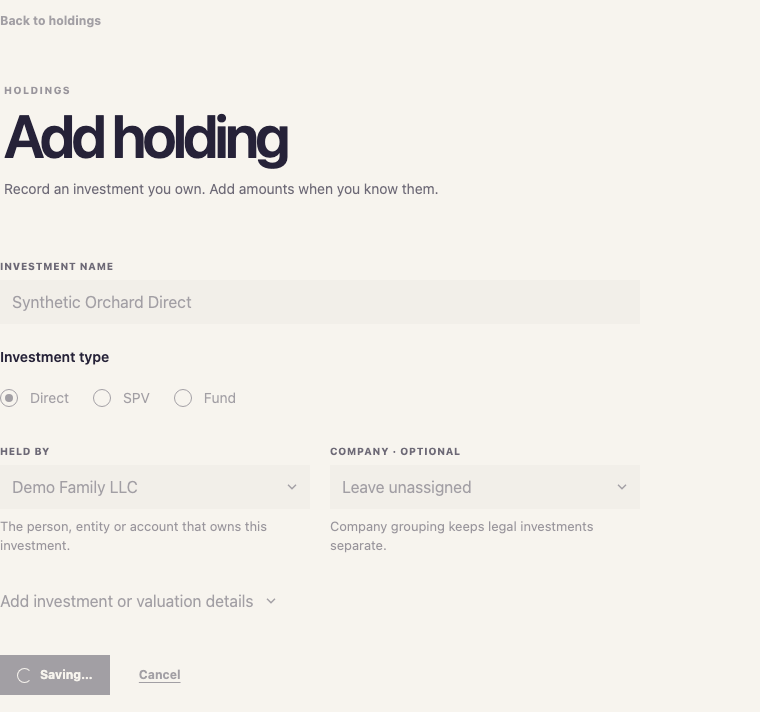 Back to holdings
HOLDINGS
Add holding
Record an investment you own. Add amounts when you know them.
INVESTMENT NAME
Synthetic Orchard Direct
Investment type
Direct SPV Fund
HELD BY COMPANY · OPTIONAL
Demo Family LLC Leave unassigned
The person, entity or account that owns this investment.
Company grouping keeps legal investments separate.
Add investment or valuation details
Saving... Cancel